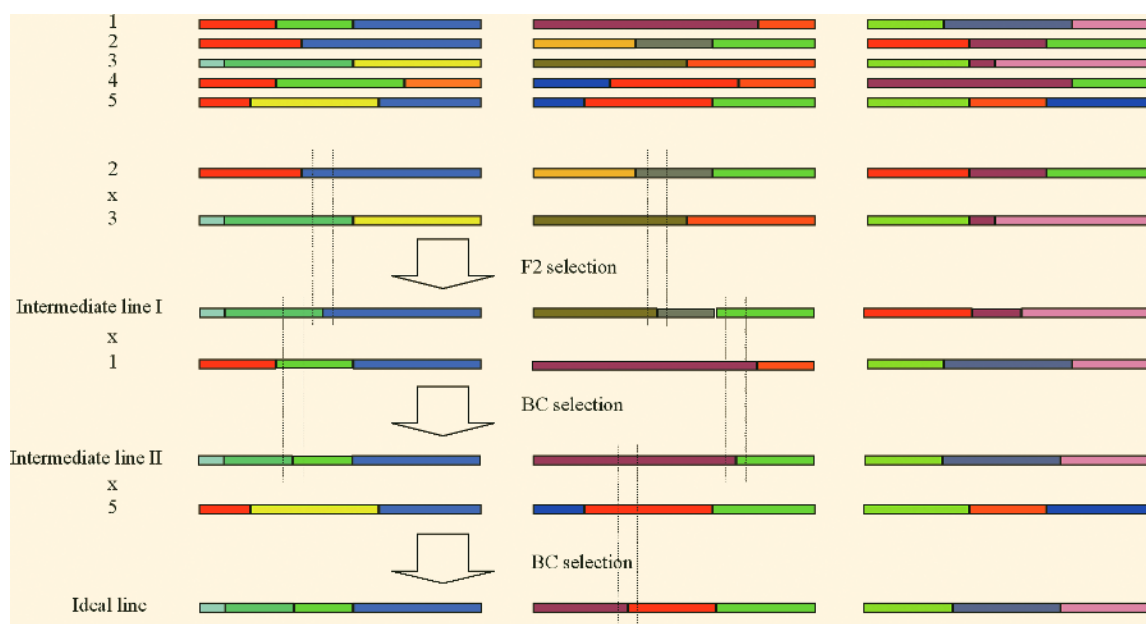 1
2
3
4
5
2
x
3
F2 selection
Intermediate line I
x
1
BC selection
Intermediate line II
x
5
BC selection
Ideal line